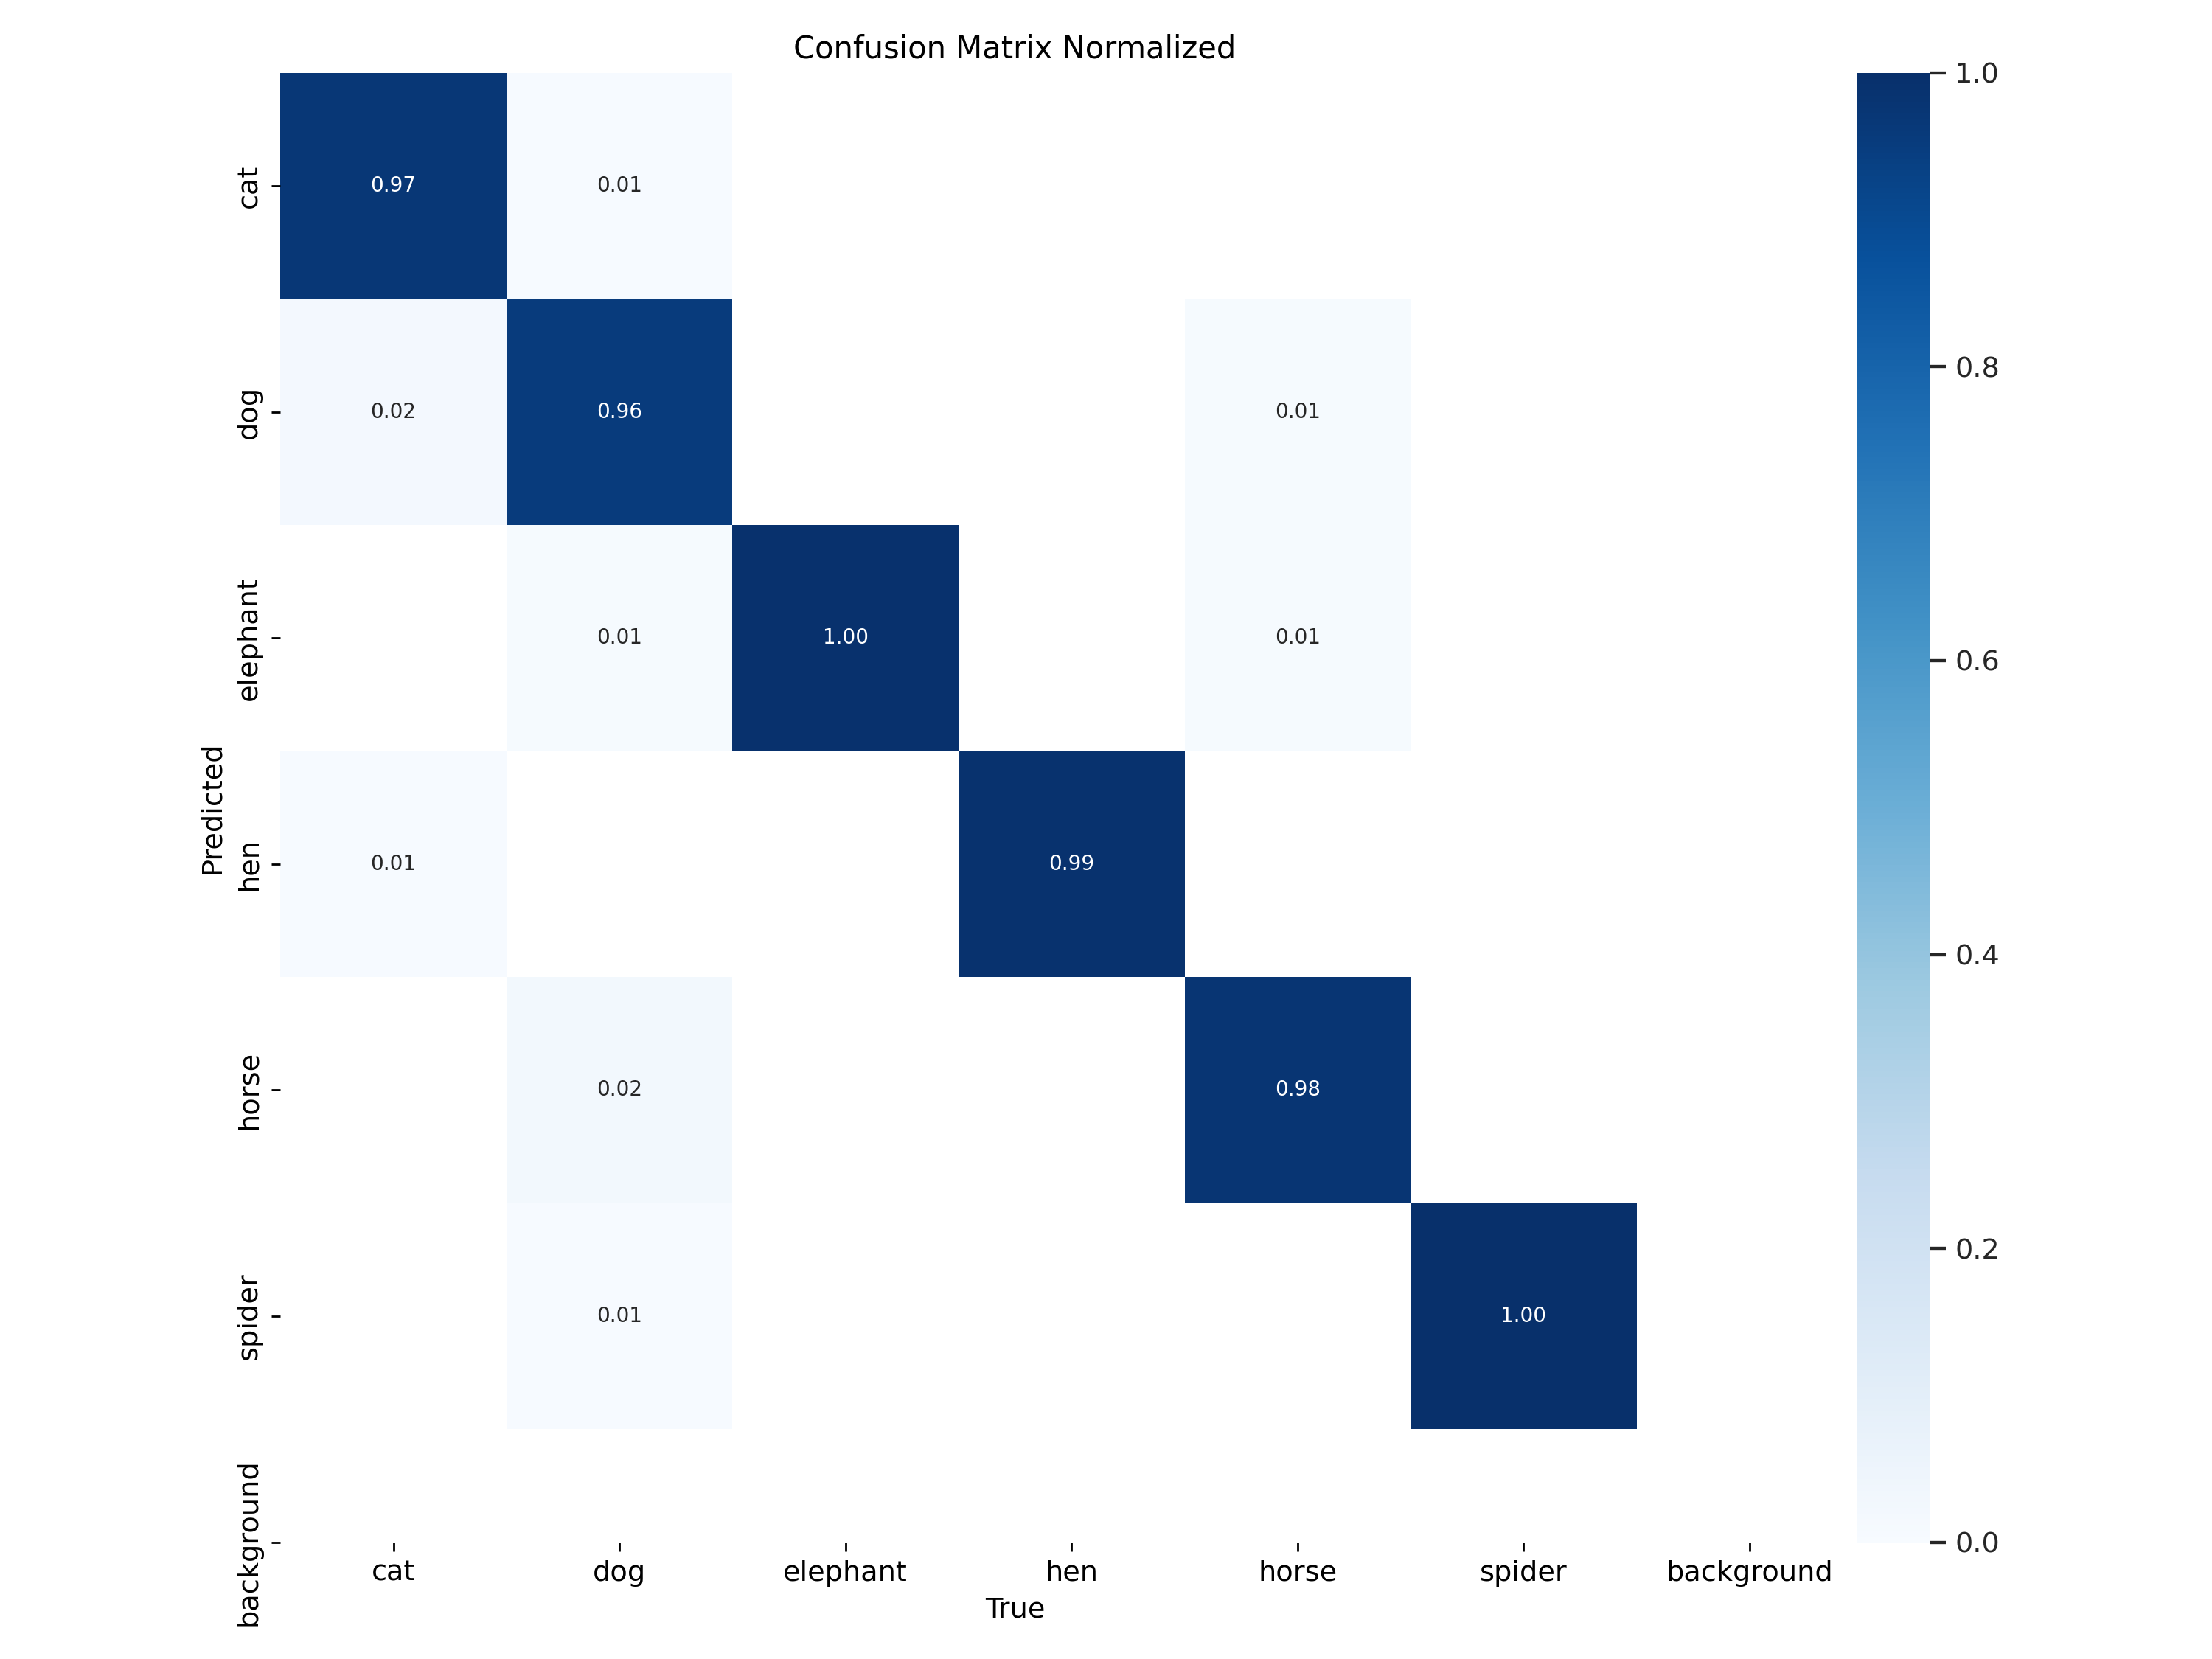 Confusion Matrix Normalized
cat
0.97
0.01
dog
0.02
0.96
0.01
elephant
0.01
1.00
0.01
hen
0.01
0.99
horse
0.02
0.98
spider
0.01
1.00
background
Predicted
cat
dog
elephant
hen
horse
spider
background
True
1.0
0.8
0.6
0.4
0.2
0.0